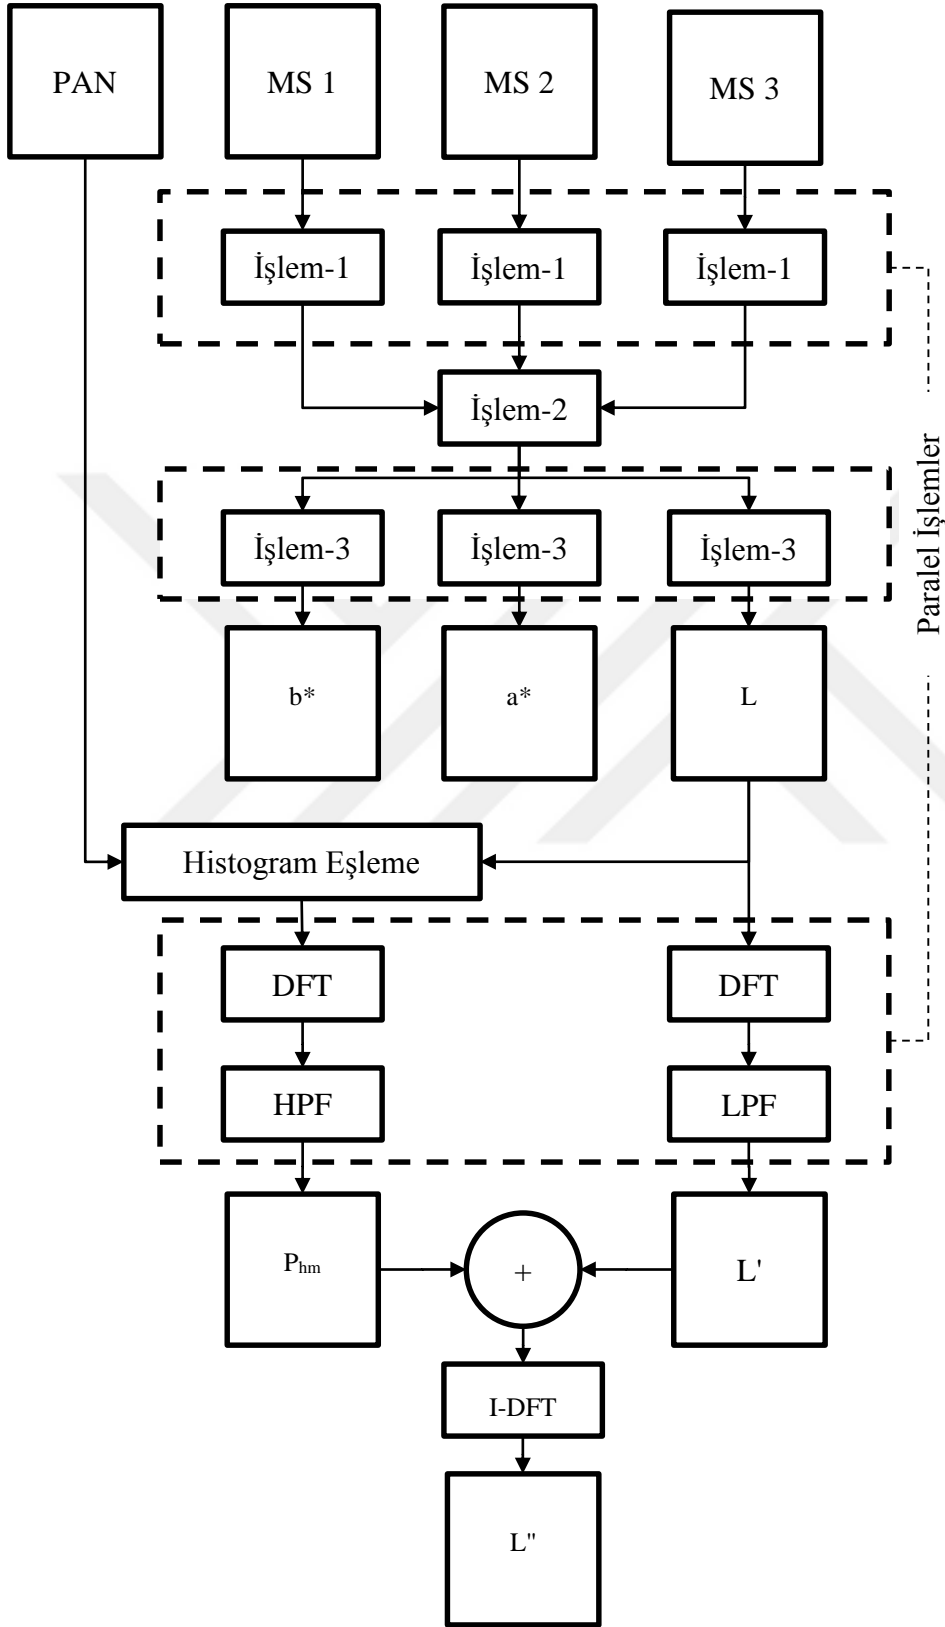 PAN
MS 1
MS 2
MS 3
İşlem-1
İşlem-1
İşlem-1
İşlem-2
İşlem-3
İşlem-3
İşlem-3
Paralel İşlemler
b*
a*
L
Histogram Eşleme
DFT
DFT
HPF
LPF
Phm
+
L'
I-DFT
L"